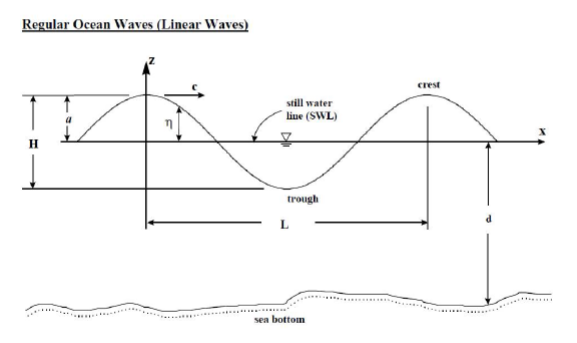 Regular Ocean Waves (Linear Waves)
z
c
crest
a
η
still water
line (SWL)
x
H
trough
L
d
sea bottom